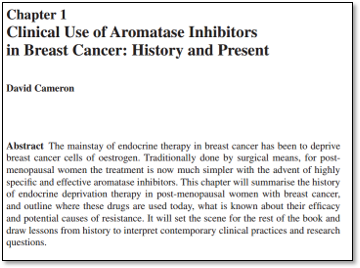 Chapter 1
Clinical Use of Aromatase Inhibitors
in Breast Cancer: History and Present
David Cameron
Abstract The mainstay of endocrine therapy in breast cancer has been to deprive
breast cancer cells of oestrogen. Traditionally done by surgical means, for post-
menopausal women the treatment is now much simpler with the advent of highly
specific and effective aromatase inhibitors. This chapter will summarise the history
of endocrine deprivation therapy in post-menopausal women with breast cancer,
and outline where these drugs are used today, what is known about their efficacy
and potential causes of resistance. It will set the scene for the rest of the book and
draw lessons from history to interpret contemporary clinical practices and research
questions.